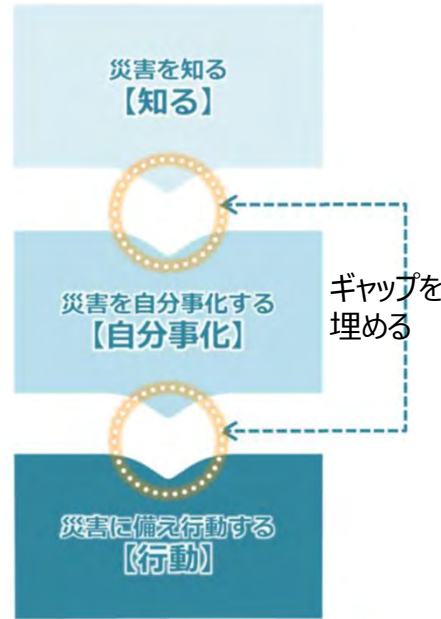 災害を知る
【知る】
災害を自分事化する
【自分事化】
ギャップを
埋める
災害に備え行動する
【行動】